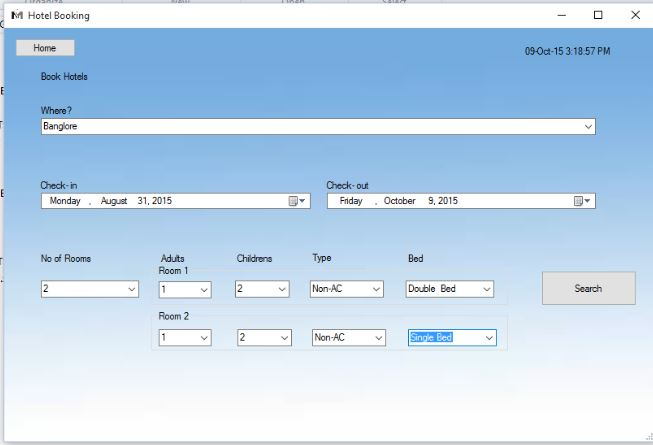 Hotel Booking
Home
09-Oct-15 3:18:57 PM
Book Hotels
Where?
Banglore
Check- in Check- out
Monday , August 31, 2015 Friday , October 9, 2015
No of Rooms Adults Childrens Type Bed
Room 1
2 1 2 Non-AC Double Bed Search
Room 2
1 2 Non-AC Single Bed